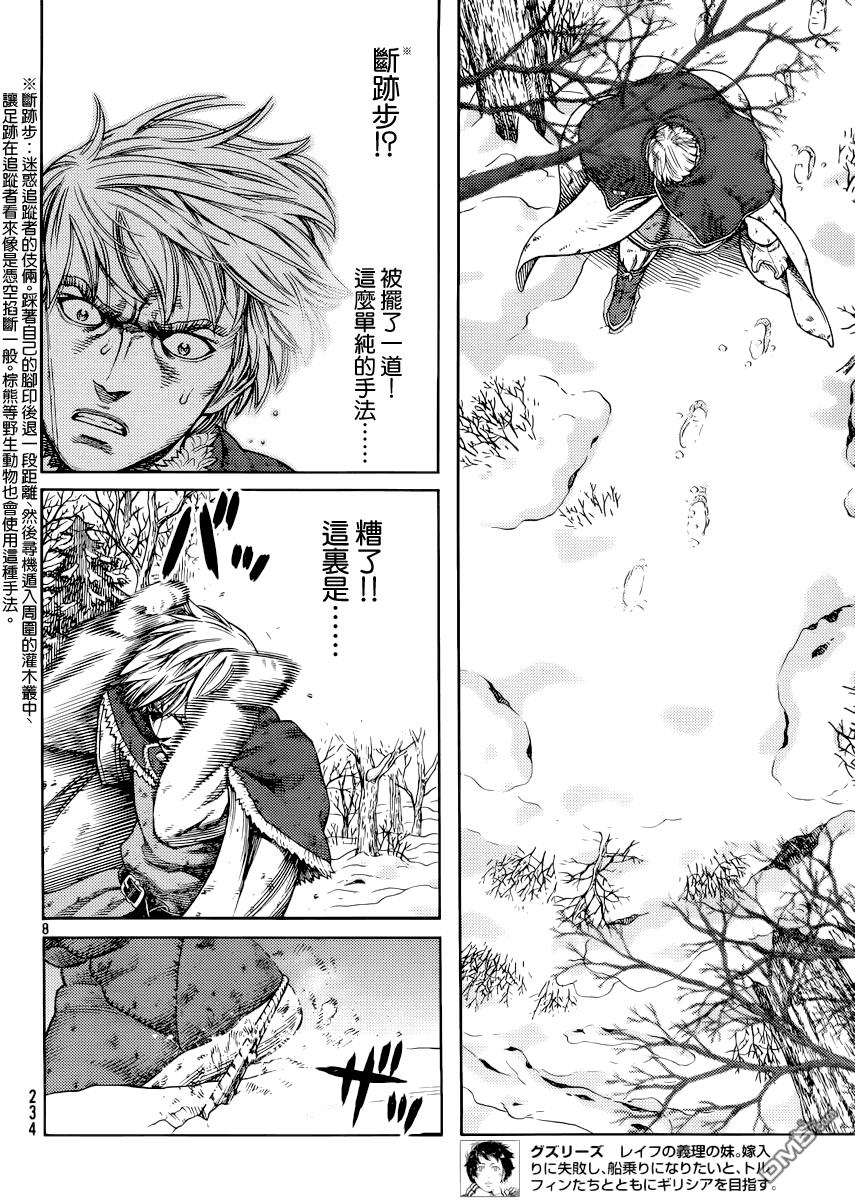 ※
斷跡步!?
被擺了一道!
這麼單純的手法……
糟了!!
這裏是……
バッ
ザッ
※斷跡步：迷惑追蹤者的伎倆。踩著自己的腳印後退一段距離、然後尋機遁入周圍的灌木叢中、
讓足跡在追蹤者看來像是憑空掐斷一般。棕熊等野生動物也會使用這種手法。
8
234
グズリーズ　レイフの義理の妹。嫁入
りに失敗し、船乗りになりたいと、トル
フィンたちとともにギリシアを目指す。